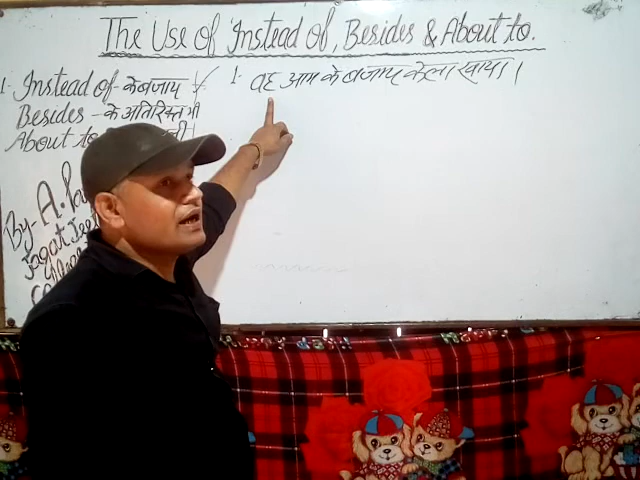 The Use of Instead of, Besides & About to.
1. Instead of - के बजाय
Besides - के अतिरिक्त भी
About to
1. वह आम के बजाय केला खाया।
By- A.
Jagat